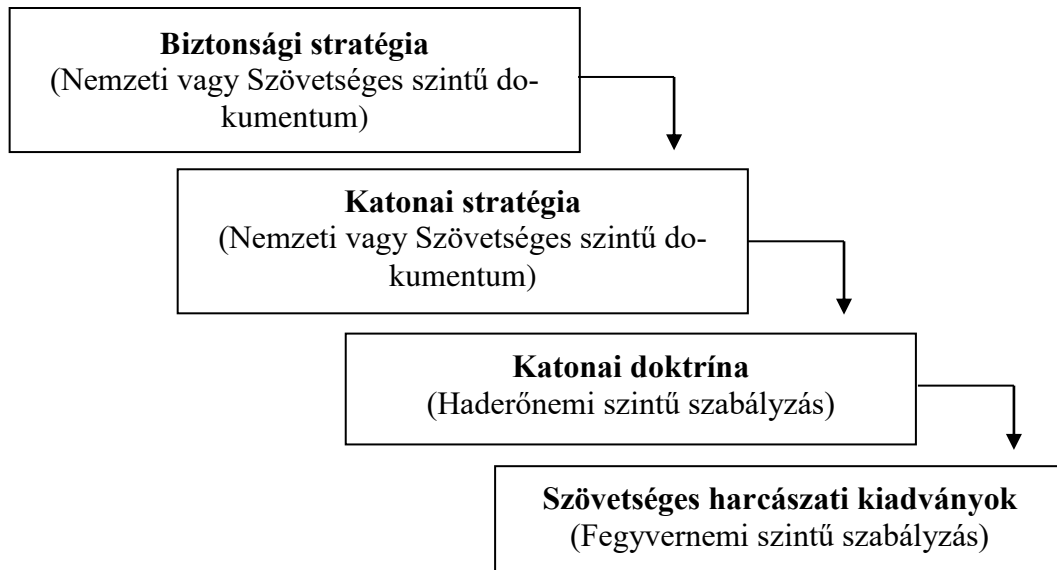 Biztonsági stratégia
(Nemzeti vagy Szövetséges szintű do-
kumentum)
Katonai stratégia
(Nemzeti vagy Szövetséges szintű do-
kumentum)
Katonai doktrína
(Haderőnemi szintű szabályzás)
Szövetséges harcászati kiadványok
(Fegyvernemi szintű szabályzás)